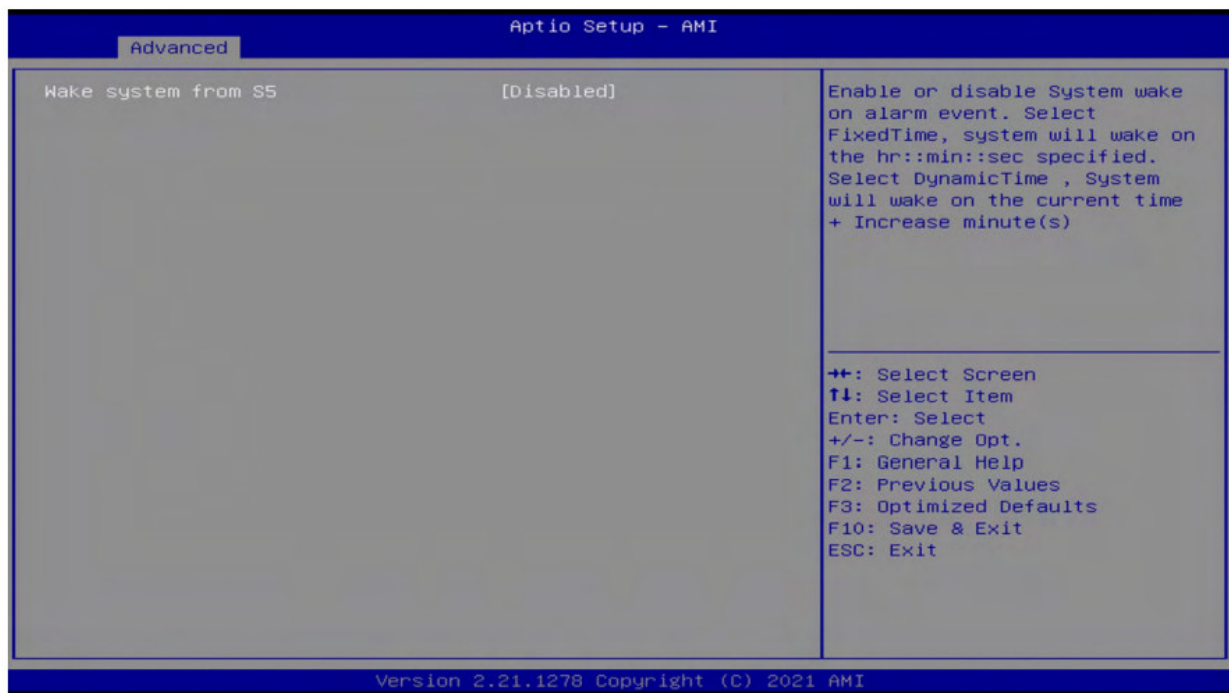 Aptio Setup – AMI
Advanced
Wake system from S5 [Disabled]
Enable or disable System wake
on alarm event. Select
FixedTime, system will wake on
the hr::min::sec specified.
Select DynamicTime , System
will wake on the current time
+ Increase minute(s)
→←: Select Screen
↑↓: Select Item
Enter: Select
+/-: Change Opt.
F1: General Help
F2: Previous Values
F3: Optimized Defaults
F10: Save & Exit
ESC: Exit
Version 2.21.1278 Copyright (C) 2021 AMI